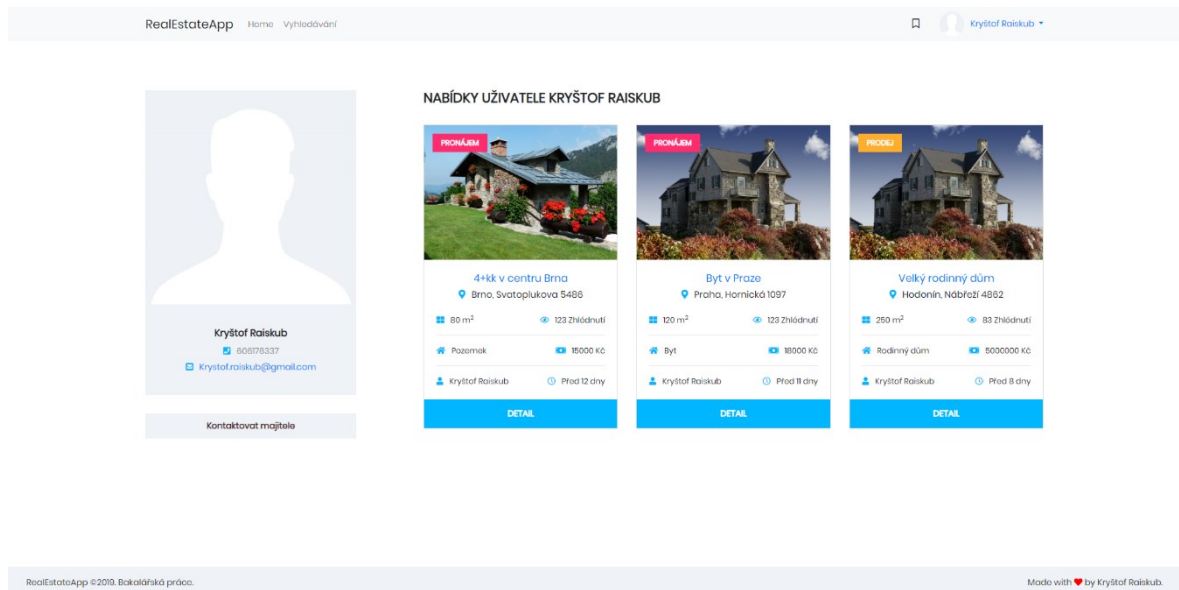 RealEstateApp Home Vyhledávání Kryštof Raiskub
NABÍDKY UŽIVATELE KRYŠTOF RAISKUB
Kryštof Raiskub
606176337
Krystof.raiskub@gmail.com
Kontaktovat majitele
PRONÁJEM
4+kk v centru Brna
Brno, Svatoplukova 5486
80 m² 123 Zhlédnutí
Pozemek 15000 Kč
Kryštof Raiskub Před 12 dny
DETAIL
PRONÁJEM
Byt v Praze
Praha, Hornická 1097
120 m² 123 Zhlédnutí
Byt 18000 Kč
Kryštof Raiskub Před 11 dny
DETAIL
PRODEJ
Velký rodinný dům
Hodonín, Nábřeží 4862
250 m² 83 Zhlédnutí
Rodinný dům 5000000 Kč
Kryštof Raiskub Před 8 dny
DETAIL
RealEstateApp ©2019. Bakalářská práce. Made with ❤ by Kryštof Raiskub.